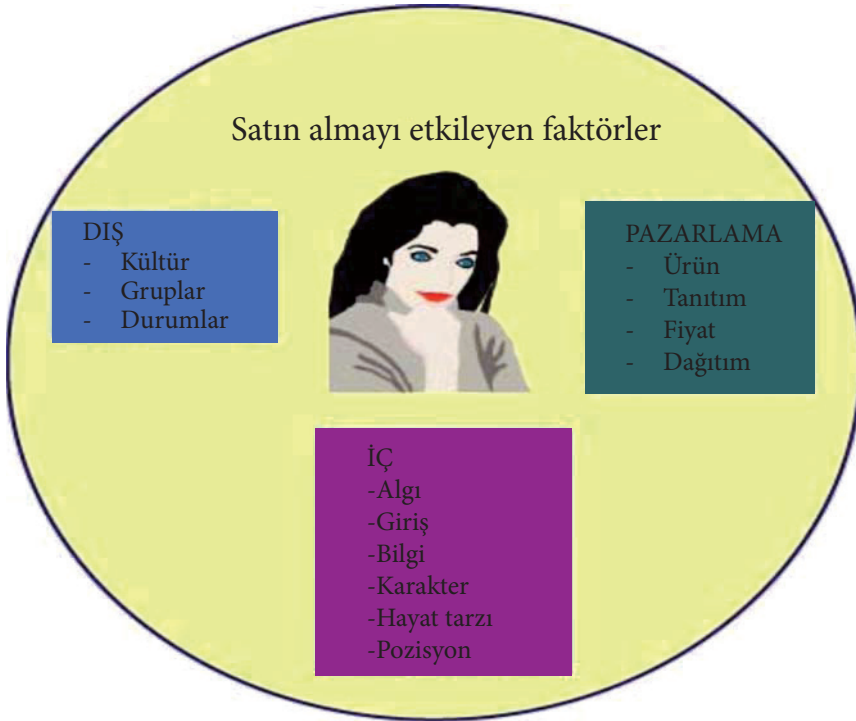 Satın almayı etkileyen faktörler
DIŞ
- Kültür
- Gruplar
- Durumlar
PAZARLAMA
- Ürün
- Tanıtım
- Fiyat
- Dağıtım
İÇ
-Algı
-Giriş
-Bilgi
-Karakter
-Hayat tarzı
-Pozisyon